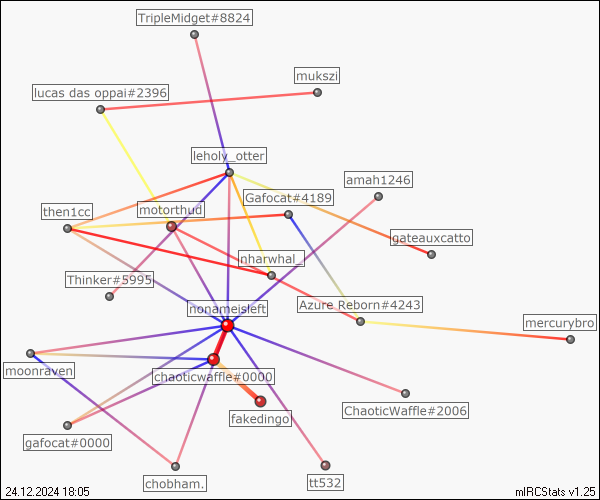 TripleMidget#8824
mukszi
lucas das oppai#2396
leholy_otter
amah1246
Gafocat#4189
then1cc
motorthud
gateauxcatto
nharwhal_
Thinker#5995
nonameisleft
Azure Reborn#4243
mercurybro
moonraven
chaoticwaffle#0000
ChaoticWaffle#2006
fakedingo
gafocat#0000
chobham.
tt532
24.12.2024 18:05
mIRCStats v1.25